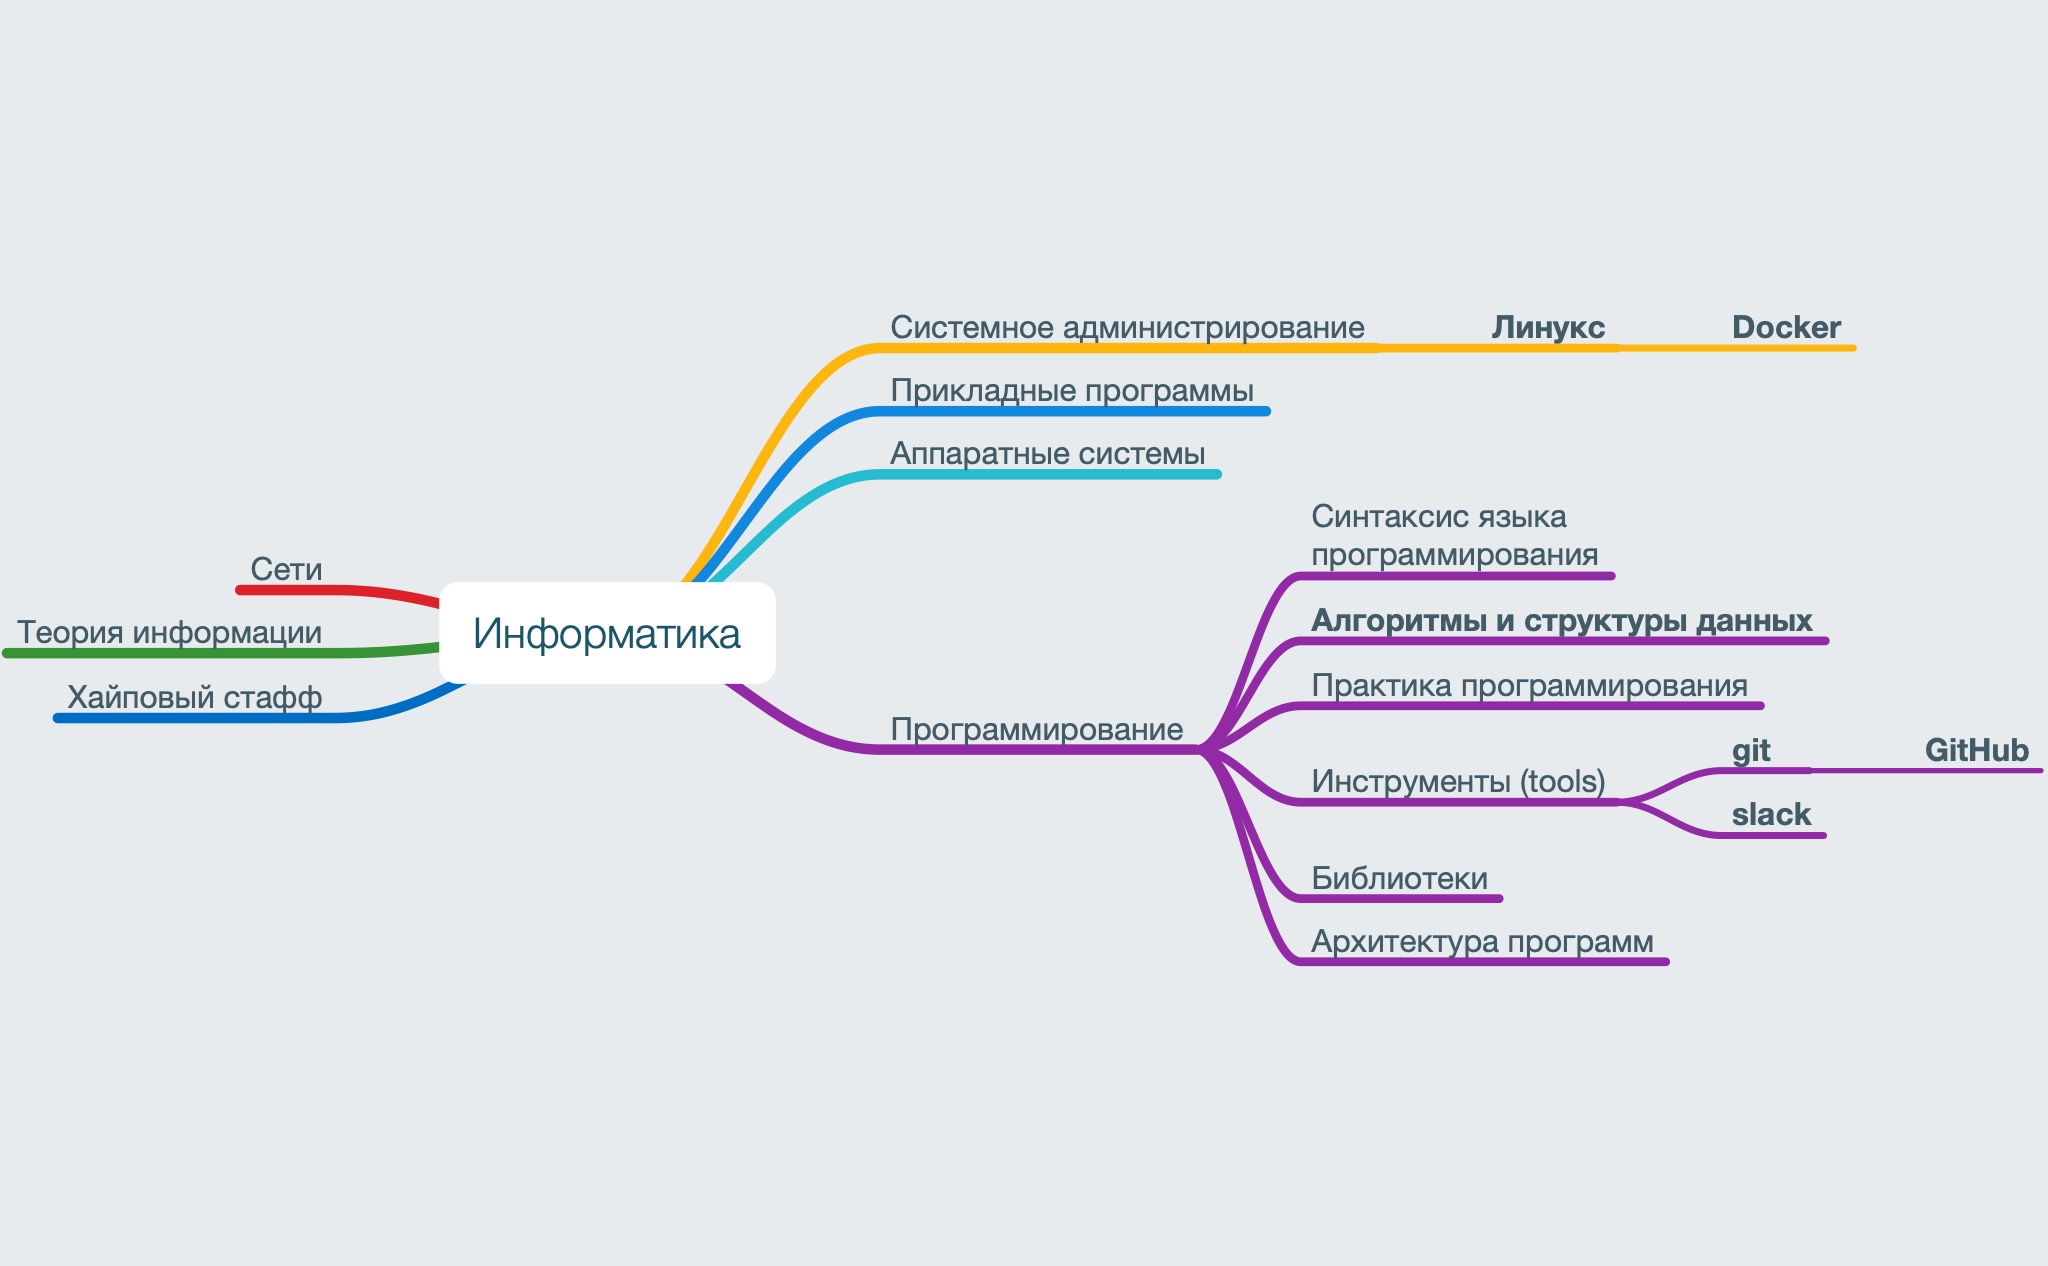 Информатика
Сети
Теория информации
Хайповый стафф
Системное администрирование
Линукс
Docker
Прикладные программы
Аппаратные системы
Программирование
Синтаксис языка
программирования
Алгоритмы и структуры данных
Практика программирования
Инструменты (tools)
git
GitHub
slack
Библиотеки
Архитектура программ